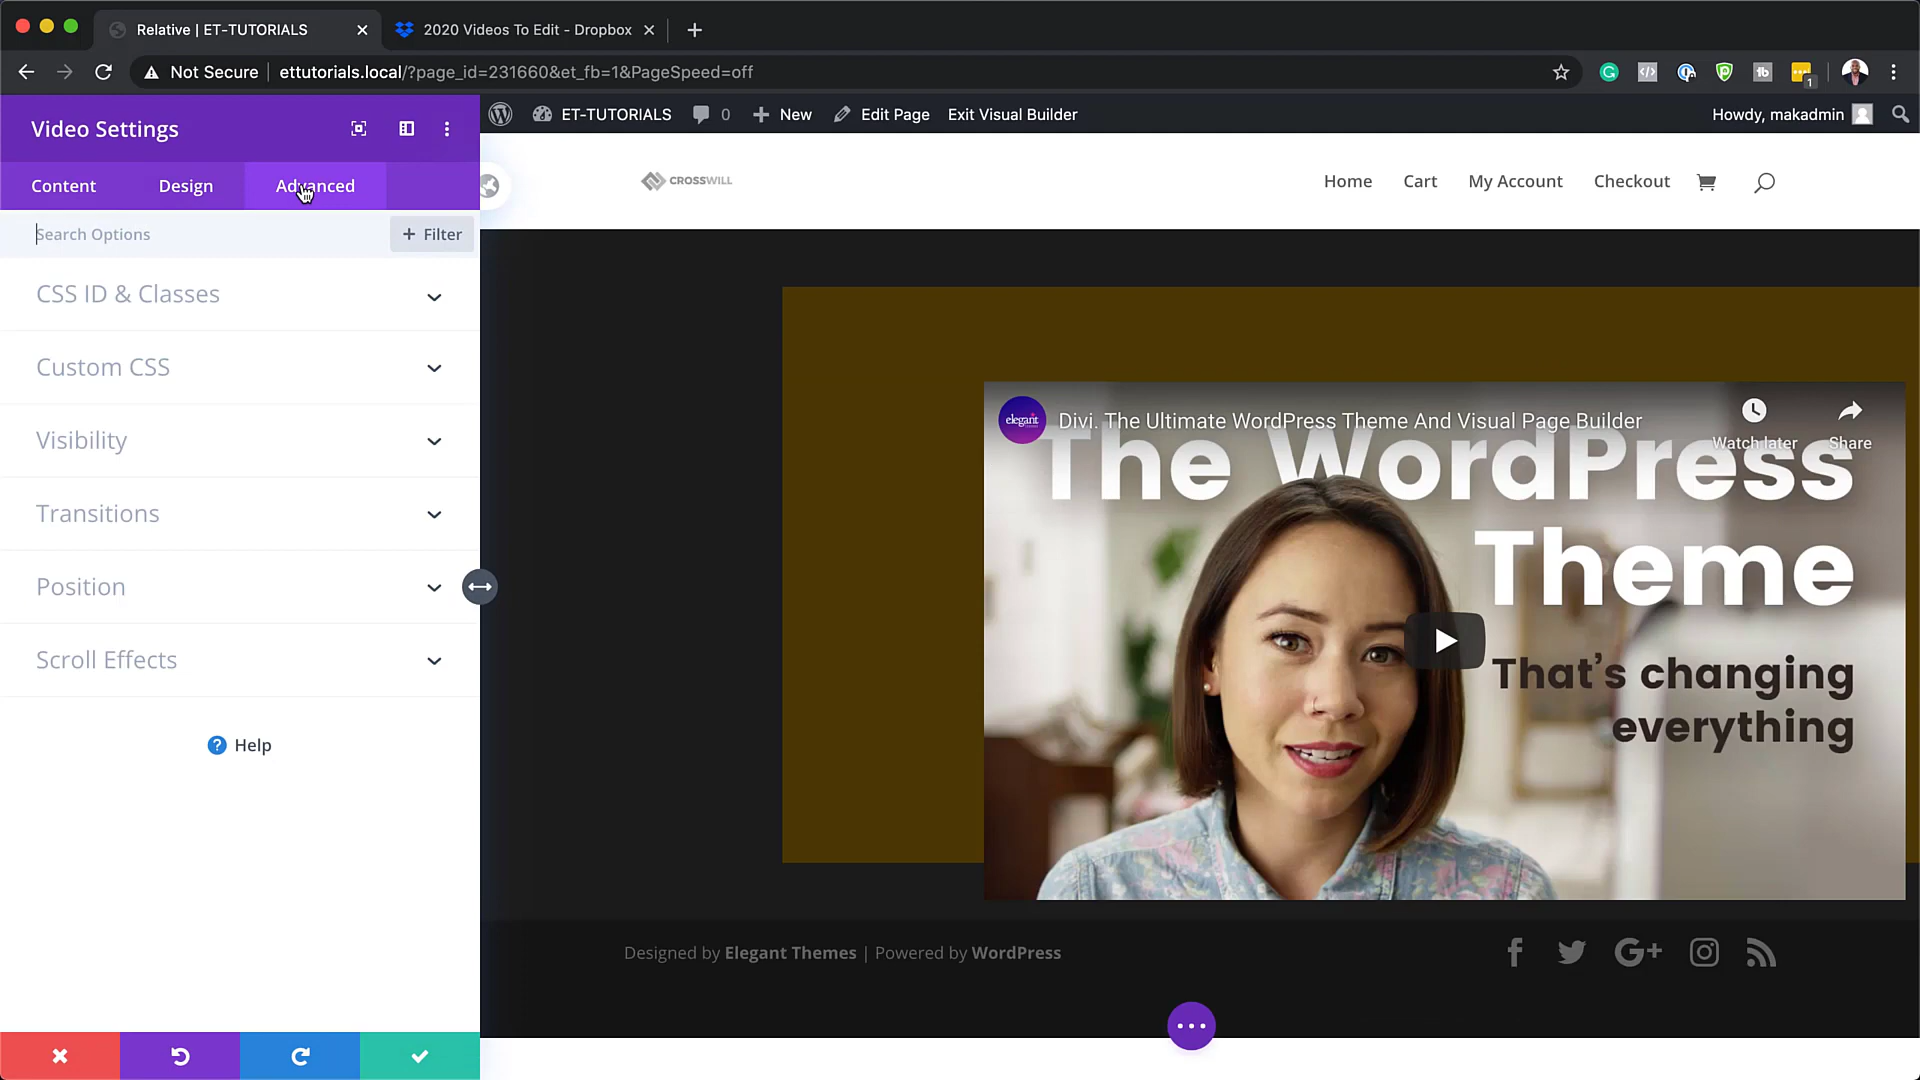 Relative | ET-TUTORIALS
2020 Videos To Edit - Dropbox
Not Secure
ettutorials.local/?page_id=231660&et_fb=1&PageSpeed=off
1
Video Settings
ET-TUTORIALS
0
New
Edit Page
Exit Visual Builder
Howdy, makadmin
Content
Design
Advanced
CROSSWILL
Home
Cart
My Account
Checkout
Search Options
+ Filter
CSS ID & Classes
Custom CSS
Visibility
Transitions
Position
Scroll Effects
? Help
elegant
Divi. The Ultimate WordPress Theme And Visual Page Builder
Watch later
Share
The WordPress
Theme
That's changing
everything
Designed by Elegant Themes | Powered by WordPress